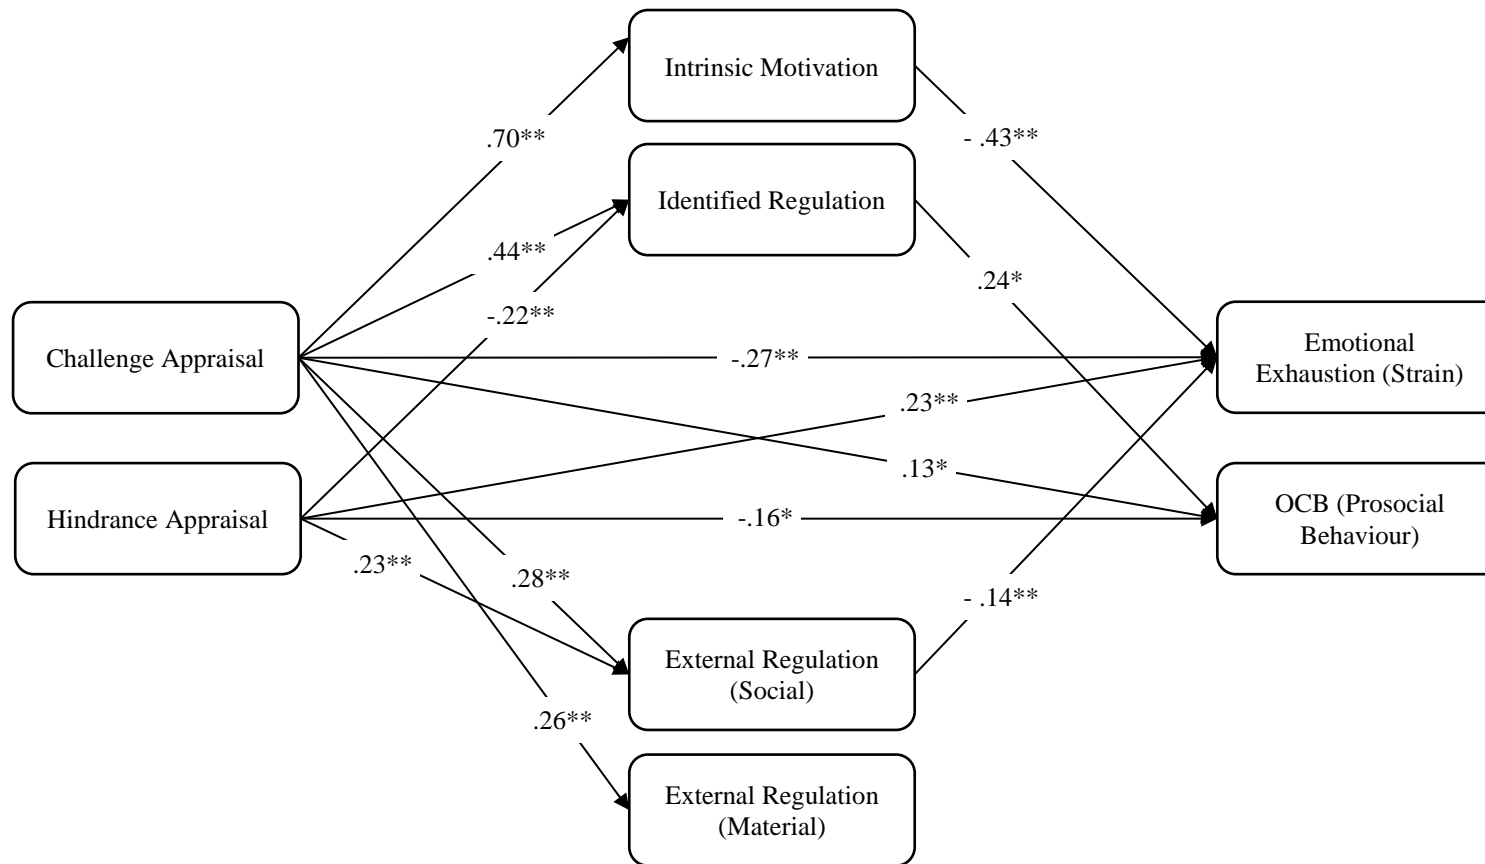 Intrinsic Motivation
.70**
- .43**
Identified Regulation
.44**
.24*
-.22**
Challenge Appraisal
-.27**
Emotional
Exhaustion (Strain)
.23**
.13*
Hindrance Appraisal
-.16*
OCB (Prosocial
Behaviour)
.23**
.28**
- .14**
External Regulation
(Social)
.26**
External Regulation
(Material)